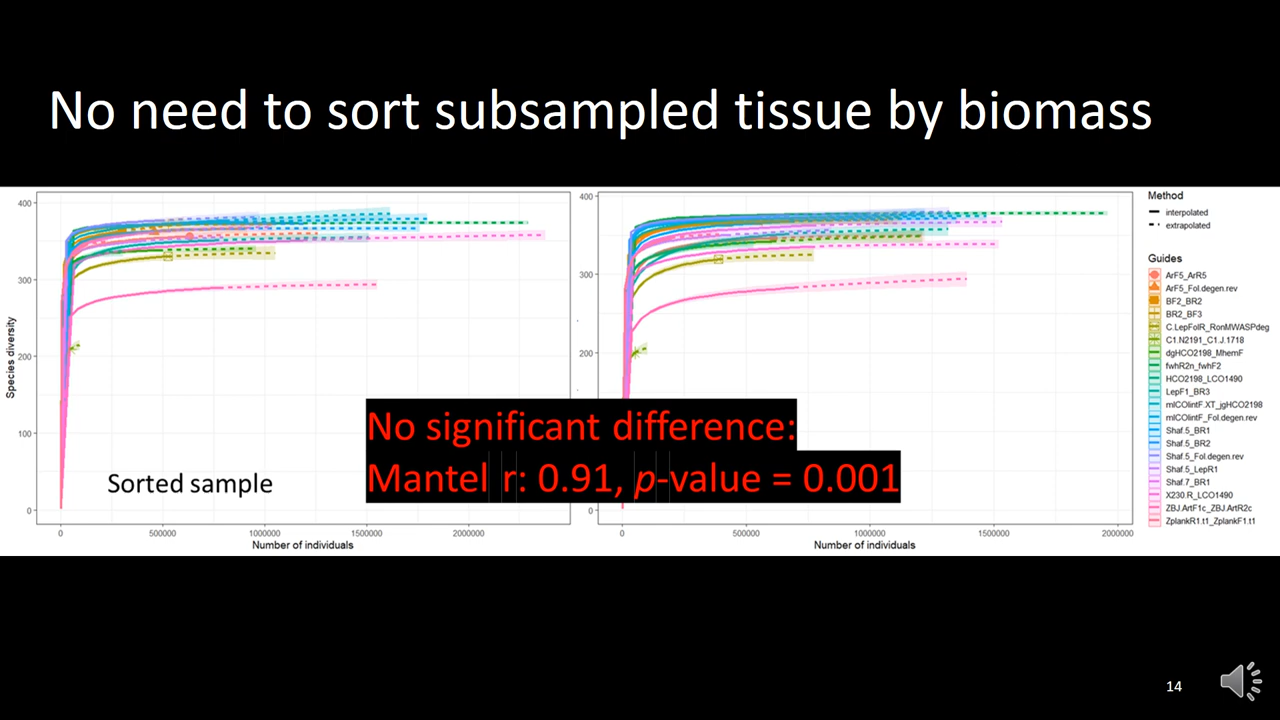 No need to sort subsampled tissue by biomass
400
300
200
100
0
Species diversity
0
500000
1000000
1500000
2000000
Number of individuals
Sorted sample
400
300
200
0
0
500000
1000000
1500000
2000000
Number of individuals
No significant difference:
Mantel r: 0.91, p-value = 0.001
Method
interpolated
extrapolated
Guides
ArF5_ArR5
ArF5_Fol.degen.rev
BF2_BR2
BR2_BF3
C.LepFolR_RonMWASPdeg
C1.N2191_C1.J.1718
dgHCO2198_MhemF
fwhR2n_fwhF2
HCO2198_LCO1490
LepF1_BR3
mlCOIintF.XT_jgHCO2198
mlCOIintF_Fol.degen.rev
Shaf.5_BR1
Shaf.5_BR2
Shaf.5_Fol.degen.rev
Shaf.5_LepR1
Shaf.7_BR1
X230.R_LCO1490
ZBJ.ArtF1c_ZBJ.ArtR2c
ZplankR1.t1_ZplankF1.t1
14